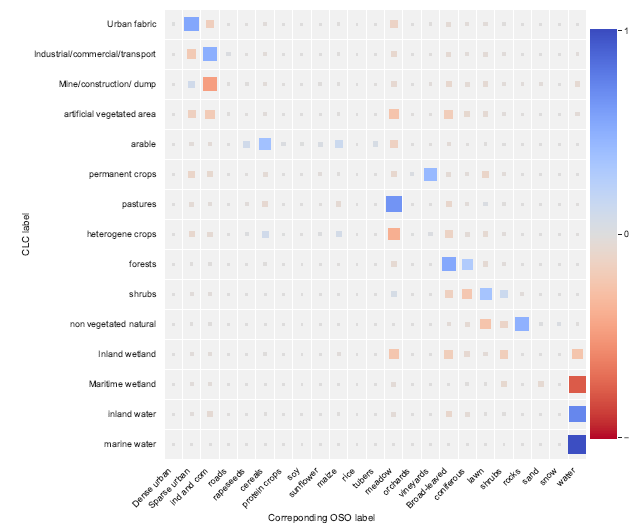 Urban fabric
Industrial/commercial/transport
Mine/construction/ dump
artificial vegetated area
arable
permanent crops
pastures
heterogene crops
forests
shrubs
non vegetated natural
Inland wetland
Maritime wetland
inland water
marine water
CLC label
Dense urban
Sparse urban
ind and com
roads
rapeseeds
cereals
protein crops
soy
sunflower
maize
rice
tubers
meadow
orchards
vineyards
Broad-leaved
coniferous
lawn
shrubs
rocks
sand
snow
water
Correponding OSO label
1
0